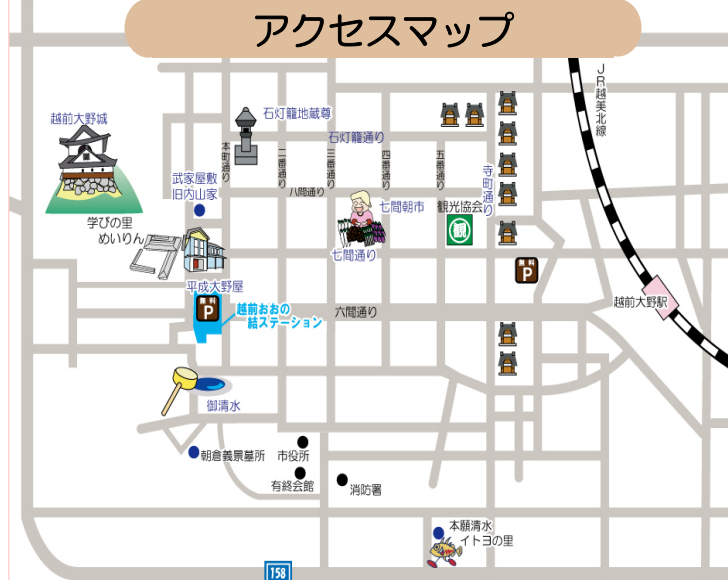 アクセスマップ
JR越美北線
越前大野城
石灯籠地蔵尊
石灯籠通り
本町通り
二番通り
三番通り
四番通り
五番通り
寺町通り
武家屋敷
旧内山家
八間通り
七間朝市
観光協会
観
学びの里
めいりん
七間通り
無料
P
平成大野屋
無料
P
越前おおの
結ステーション
六間通り
越前大野駅
御清水
朝倉義景墓所
市役所
有終会館
消防署
本願清水
イトヨの里
158